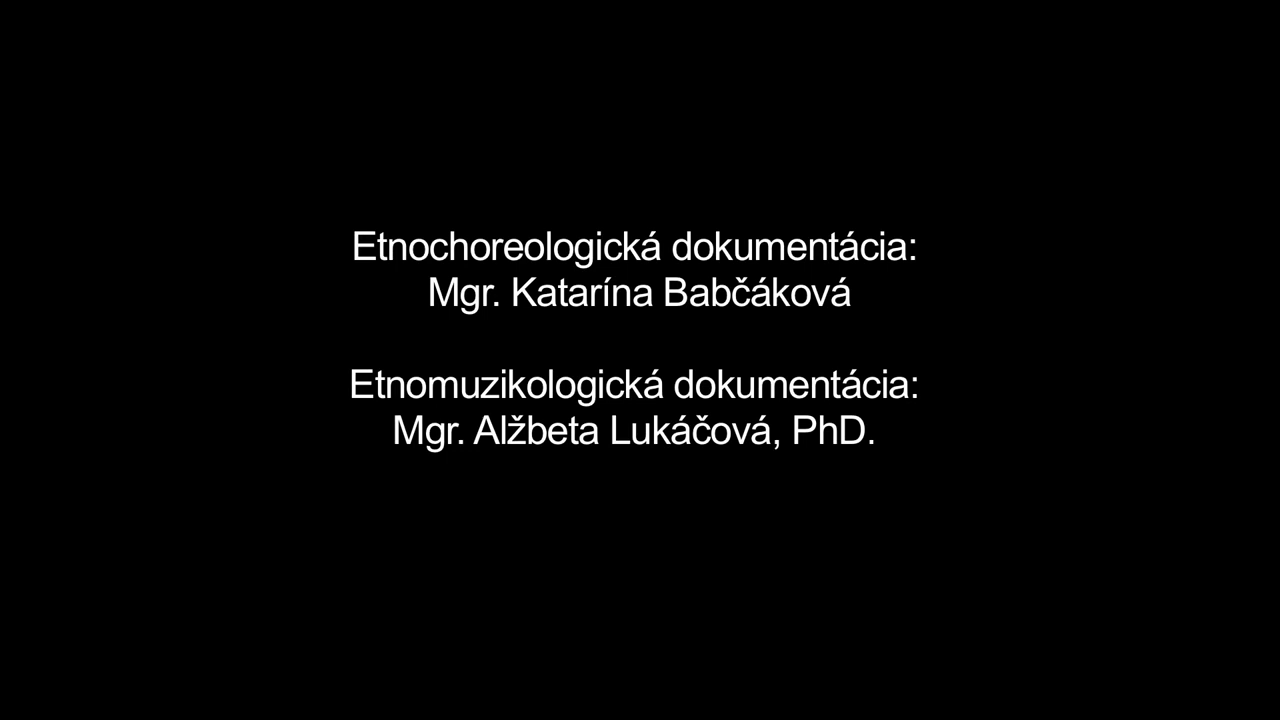 Etnochoreologická dokumentácia:
Mgr. Katarína Babčáková
Etnomuzikologická dokumentácia:
Mgr. Alžbeta Lukáčová, PhD.